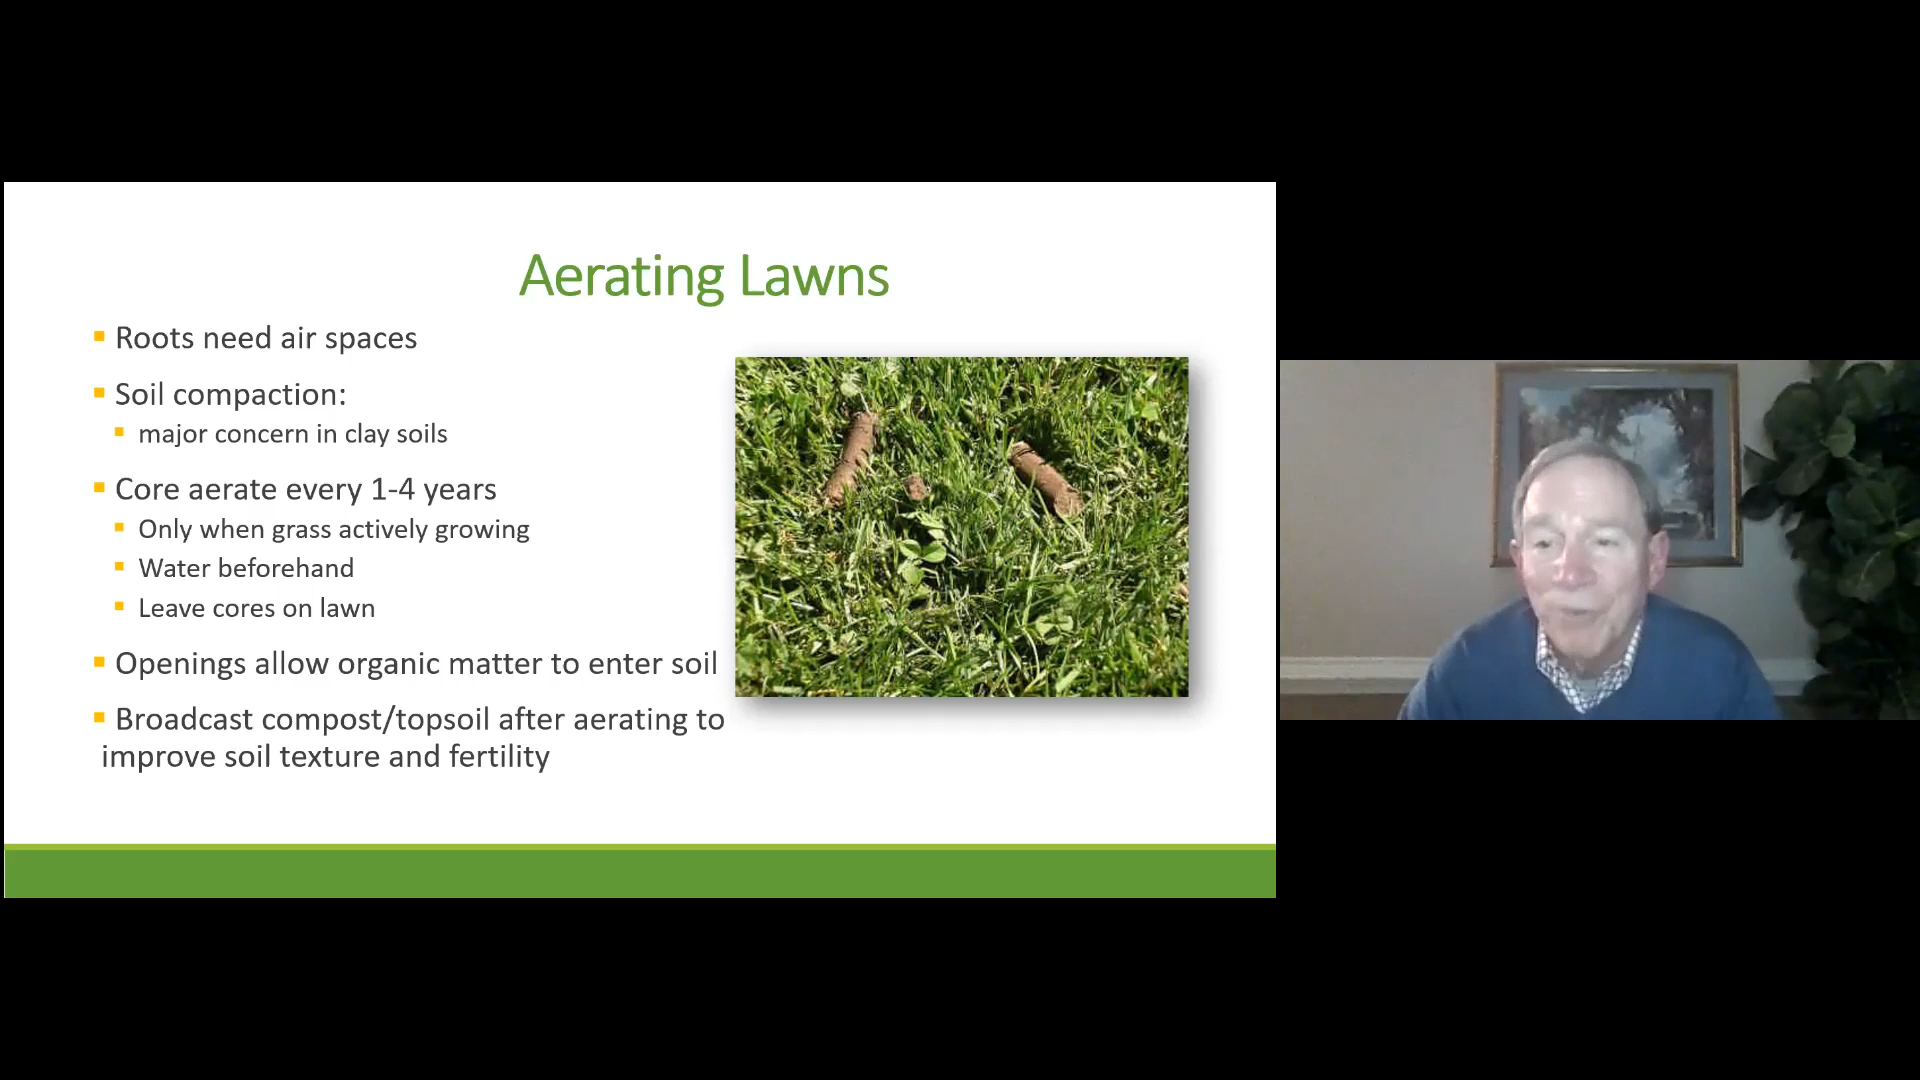 Aerating Lawns
Roots need air spaces
Soil compaction:
major concern in clay soils
Core aerate every 1-4 years
Only when grass actively growing
Water beforehand
Leave cores on lawn
Openings allow organic matter to enter soil
Broadcast compost/topsoil after aerating to
improve soil texture and fertility